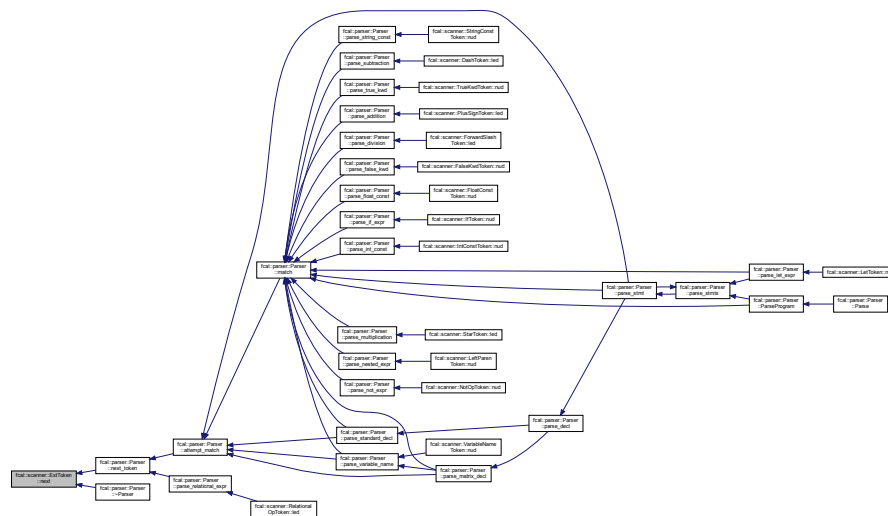 fcal::parser::Parser
::parse_string_const
fcal::scanner::StringConst
Token::nud
fcal::parser::Parser
::parse_subtraction
fcal::scanner::DashToken::led
fcal::parser::Parser
::parse_true_kwd
fcal::scanner::TrueKwdToken::nud
fcal::parser::Parser
::parse_addition
fcal::scanner::PlusSignToken::led
fcal::parser::Parser
::parse_division
fcal::scanner::ForwardSlash
Token::led
fcal::parser::Parser
::parse_false_kwd
fcal::scanner::FalseKwdToken::nud
fcal::parser::Parser
::parse_float_const
fcal::scanner::FloatConst
Token::nud
fcal::parser::Parser
::parse_if_expr
fcal::scanner::IfToken::nud
fcal::parser::Parser
::parse_int_const
fcal::scanner::IntConstToken::nud
fcal::parser::Parser
::match
fcal::parser::Parser
::parse_let_expr
fcal::scanner::LetToken::n
fcal::parser::Parser
::parse_stmt
fcal::parser::Parser
::parse_stmts
fcal::parser::Parser
::ParseProgram
fcal::parser::Parser
::Parse
fcal::parser::Parser
::parse_multiplication
fcal::scanner::StarToken::led
fcal::parser::Parser
::parse_nested_expr
fcal::scanner::LeftParen
Token::nud
fcal::parser::Parser
::parse_not_expr
fcal::scanner::NotOpToken::nud
fcal::parser::Parser
::parse_decl
fcal::parser::Parser
::parse_standard_decl
fcal::parser::Parser
::attempt_match
fcal::scanner::VariableName
Token::nud
fcal::parser::Parser
::parse_variable_name
fcal::parser::Parser
::parse_matrix_decl
fcal::parser::Parser
::next_token
fcal::scanner::ExtToken
::next
fcal::parser::Parser
::parse_relational_expr
fcal::parser::Parser
::~Parser
fcal::scanner::Relational
OpToken::led